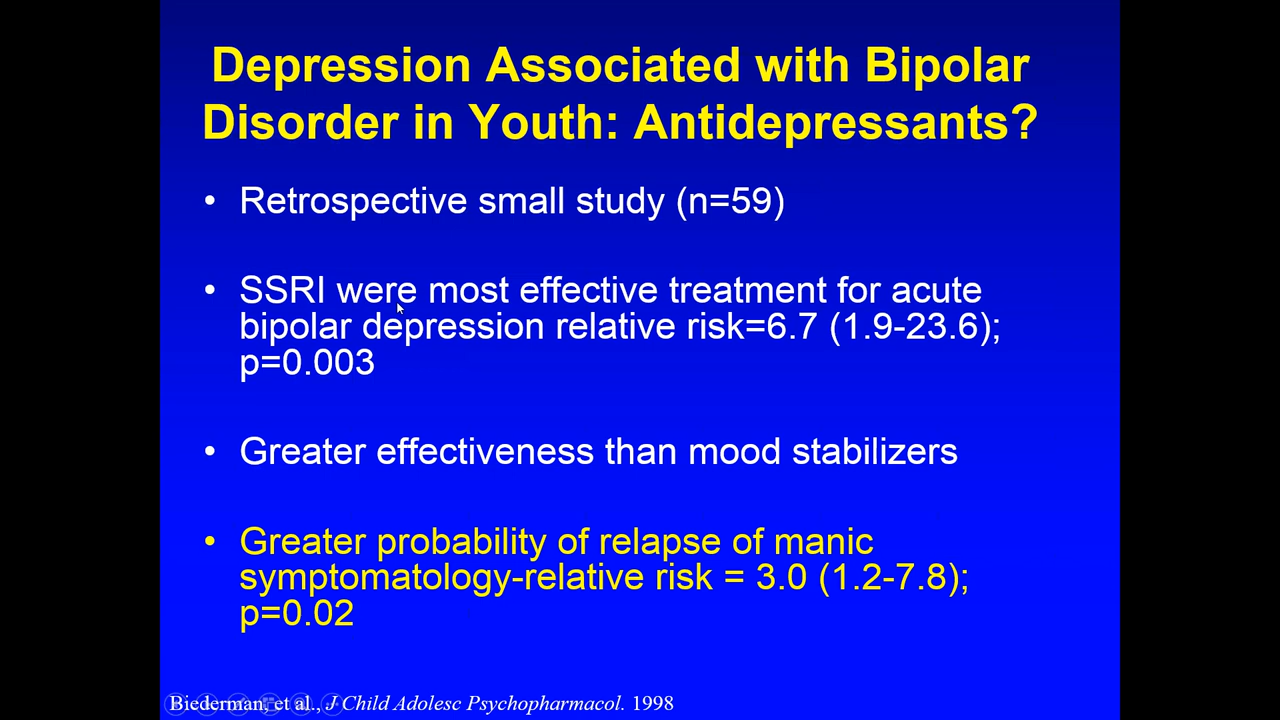 Depression Associated with Bipolar
Disorder in Youth: Antidepressants?
• Retrospective small study (n=59)
• SSRI were most effective treatment for acute
bipolar depression relative risk=6.7 (1.9-23.6);
p=0.003
• Greater effectiveness than mood stabilizers
• Greater probability of relapse of manic
symptomatology-relative risk = 3.0 (1.2-7.8);
p=0.02
Biederman, et al., J Child Adolesc Psychopharmacol. 1998